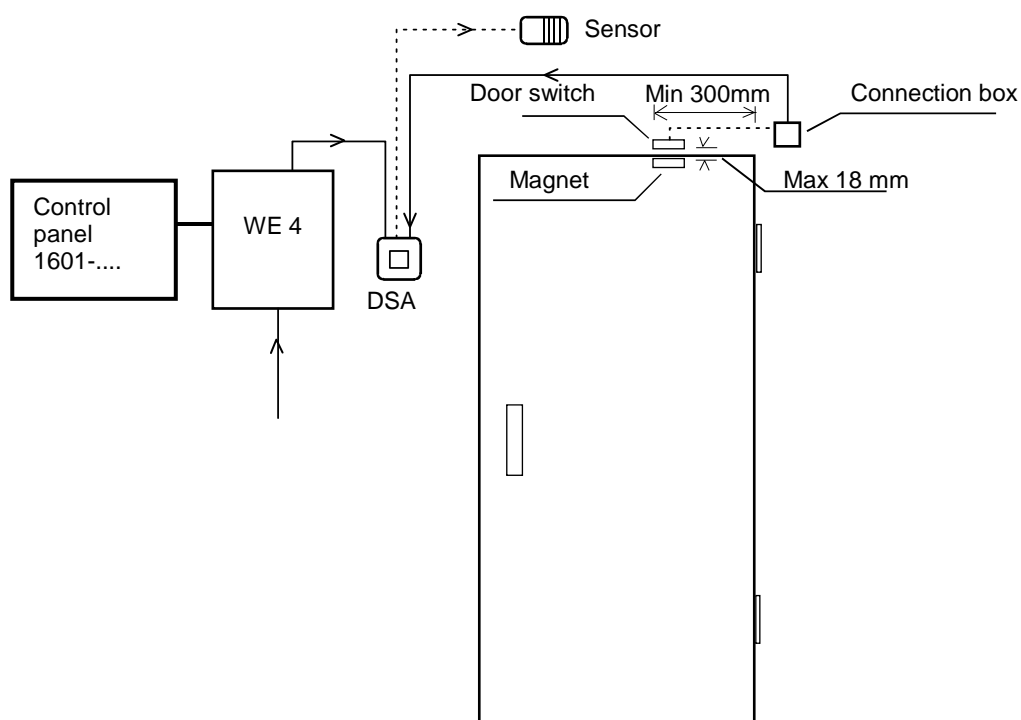 Sensor
Door switch
Min 300mm
Connection box
Magnet
Max 18 mm
Control
panel
1601-....
WE 4
DSA